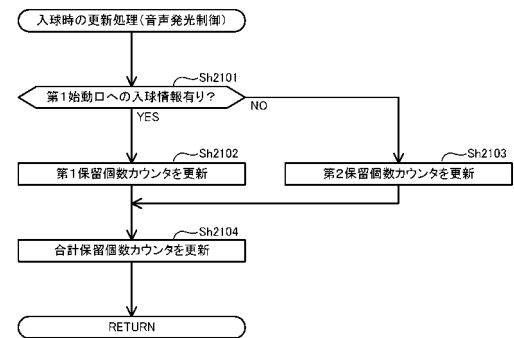 入球時の更新処理(音声発光制御)
Sh2101
第1始動口への入球情報有り?
YES
NO
Sh2102
第1保留個数カウンタを更新
Sh2103
第2保留個数カウンタを更新
Sh2104
合計保留個数カウンタを更新
RETURN